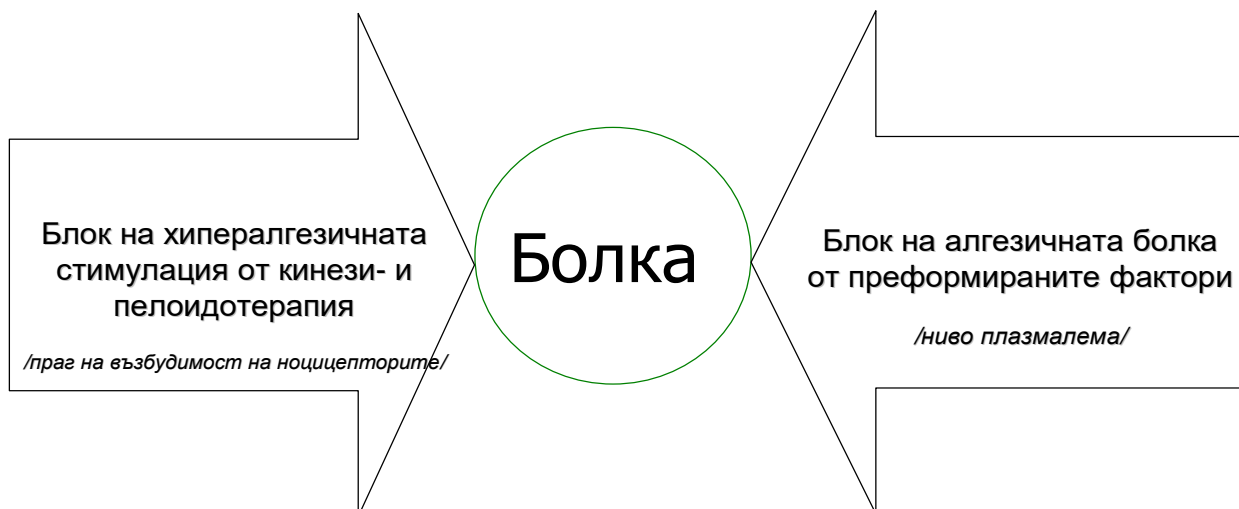 Блок на хипералгезичната
стимулация от кинези- и
пелоидотерапия
/праг на възбудимост на ноцицепторите/
Болка
Блок на алгезичната болка
от преформираните фактори
/ниво плазмалема/